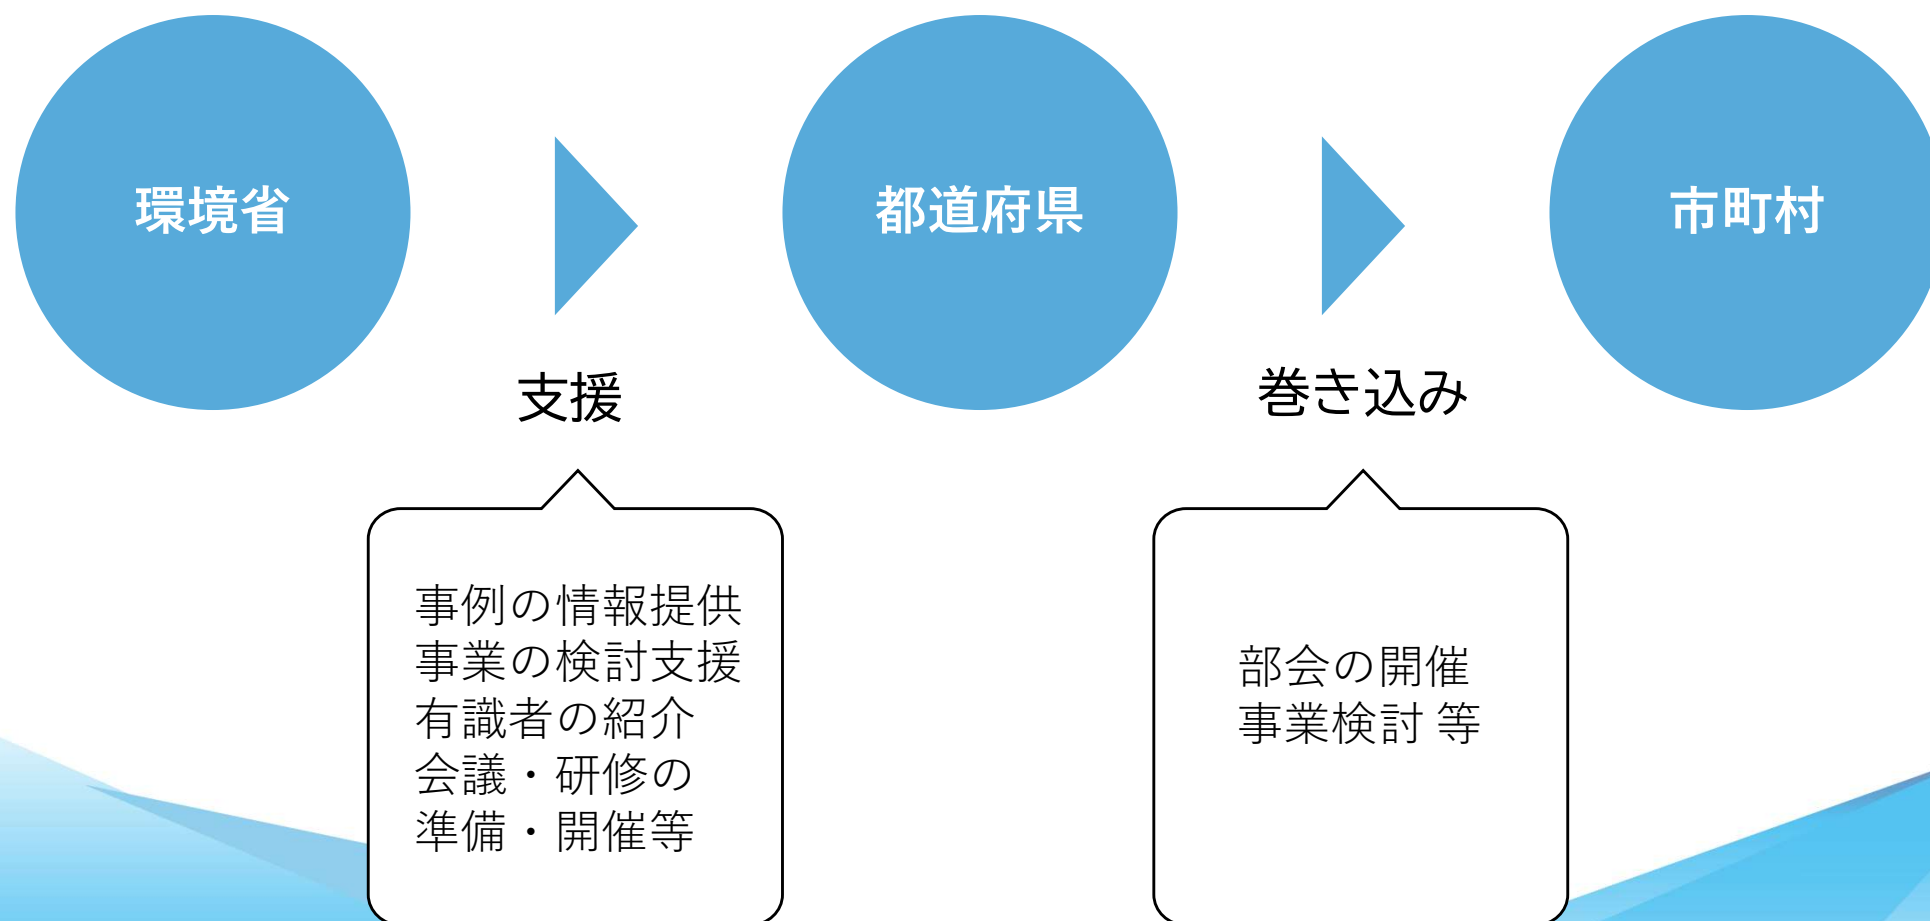 環境省
都道府県
市町村
支援
巻き込み
事例の情報提供
事業の検討支援
有識者の紹介
会議・研修の
準備・開催等
部会の開催
事業検討 等